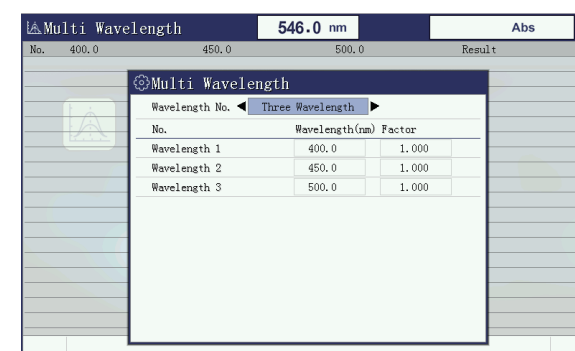 Multi Wavelength 546.0 nm Abs
No. 400.0 450.0 500.0 Result
Multi Wavelength
Wavelength No. ◀ Three Wavelength ▶
No. Wavelength(nm) Factor
Wavelength 1 400.0 1.000
Wavelength 2 450.0 1.000
Wavelength 3 500.0 1.000